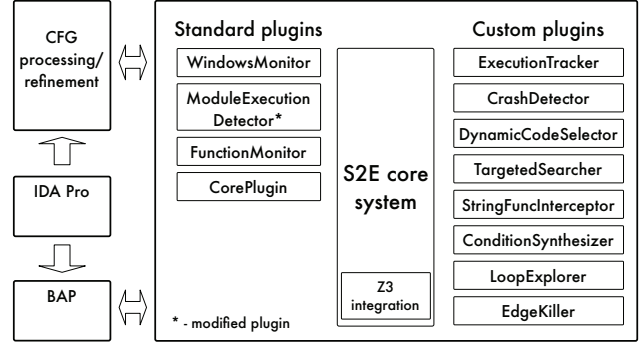 CFG
processing/
refinement
IDA Pro
BAP
Standard plugins
WindowsMonitor
ModuleExecution
Detector*
FunctionMonitor
CorePlugin
* - modified plugin
S2E core
system
Z3
integration
Custom plugins
ExecutionTracker
CrashDetector
DynamicCodeSelector
TargetedSearcher
StringFuncInterceptor
ConditionSynthesizer
LoopExplorer
EdgeKiller